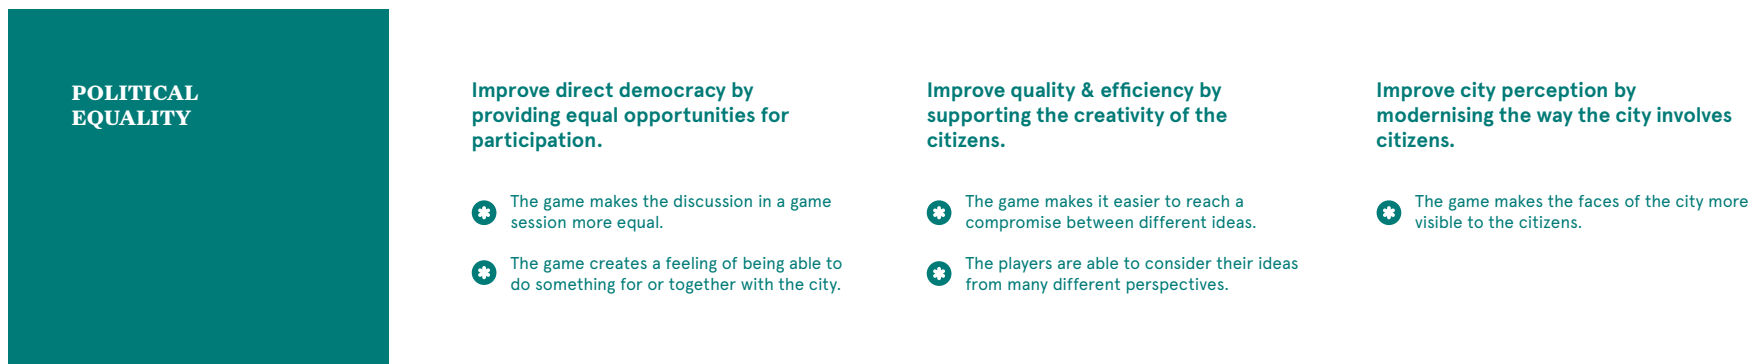 POLITICAL
EQUALITY
Improve direct democracy by
providing equal opportunities for
participation.
The game makes the discussion in a game
session more equal.
The game creates a feeling of being able to
do something for or together with the city.
Improve quality & efficiency by
supporting the creativity of the
citizens.
The game makes it easier to reach a
compromise between different ideas.
The players are able to consider their ideas
from many different perspectives.
Improve city perception by
modernising the way the city involves
citizens.
The game makes the faces of the city more
visible to the citizens.